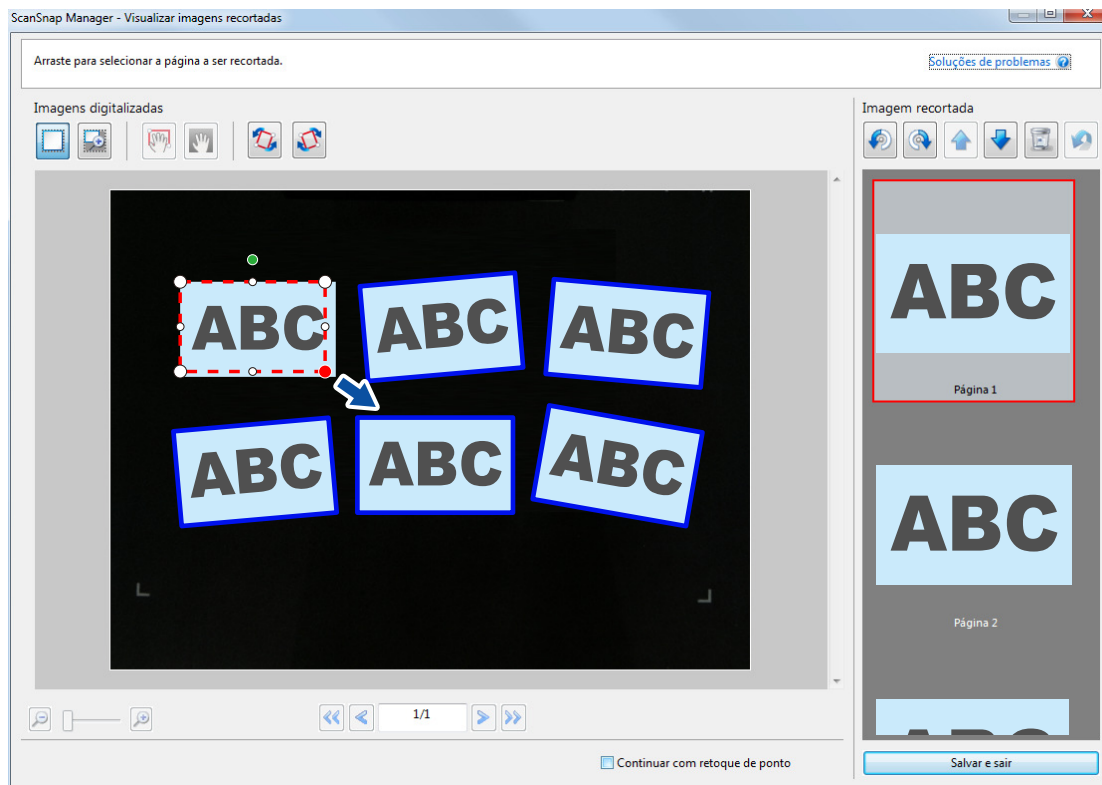 ScanSnap Manager - Visualizar imagens recortadas
Arraste para selecionar a página a ser recortada.
Soluções de problemas
Imagens digitalizadas
Imagem recortada
ABC
ABC
ABC
ABC
ABC
ABC
ABC
Página 1
ABC
Página 2
1/1
Continuar com retoque de ponto
Salvar e sair